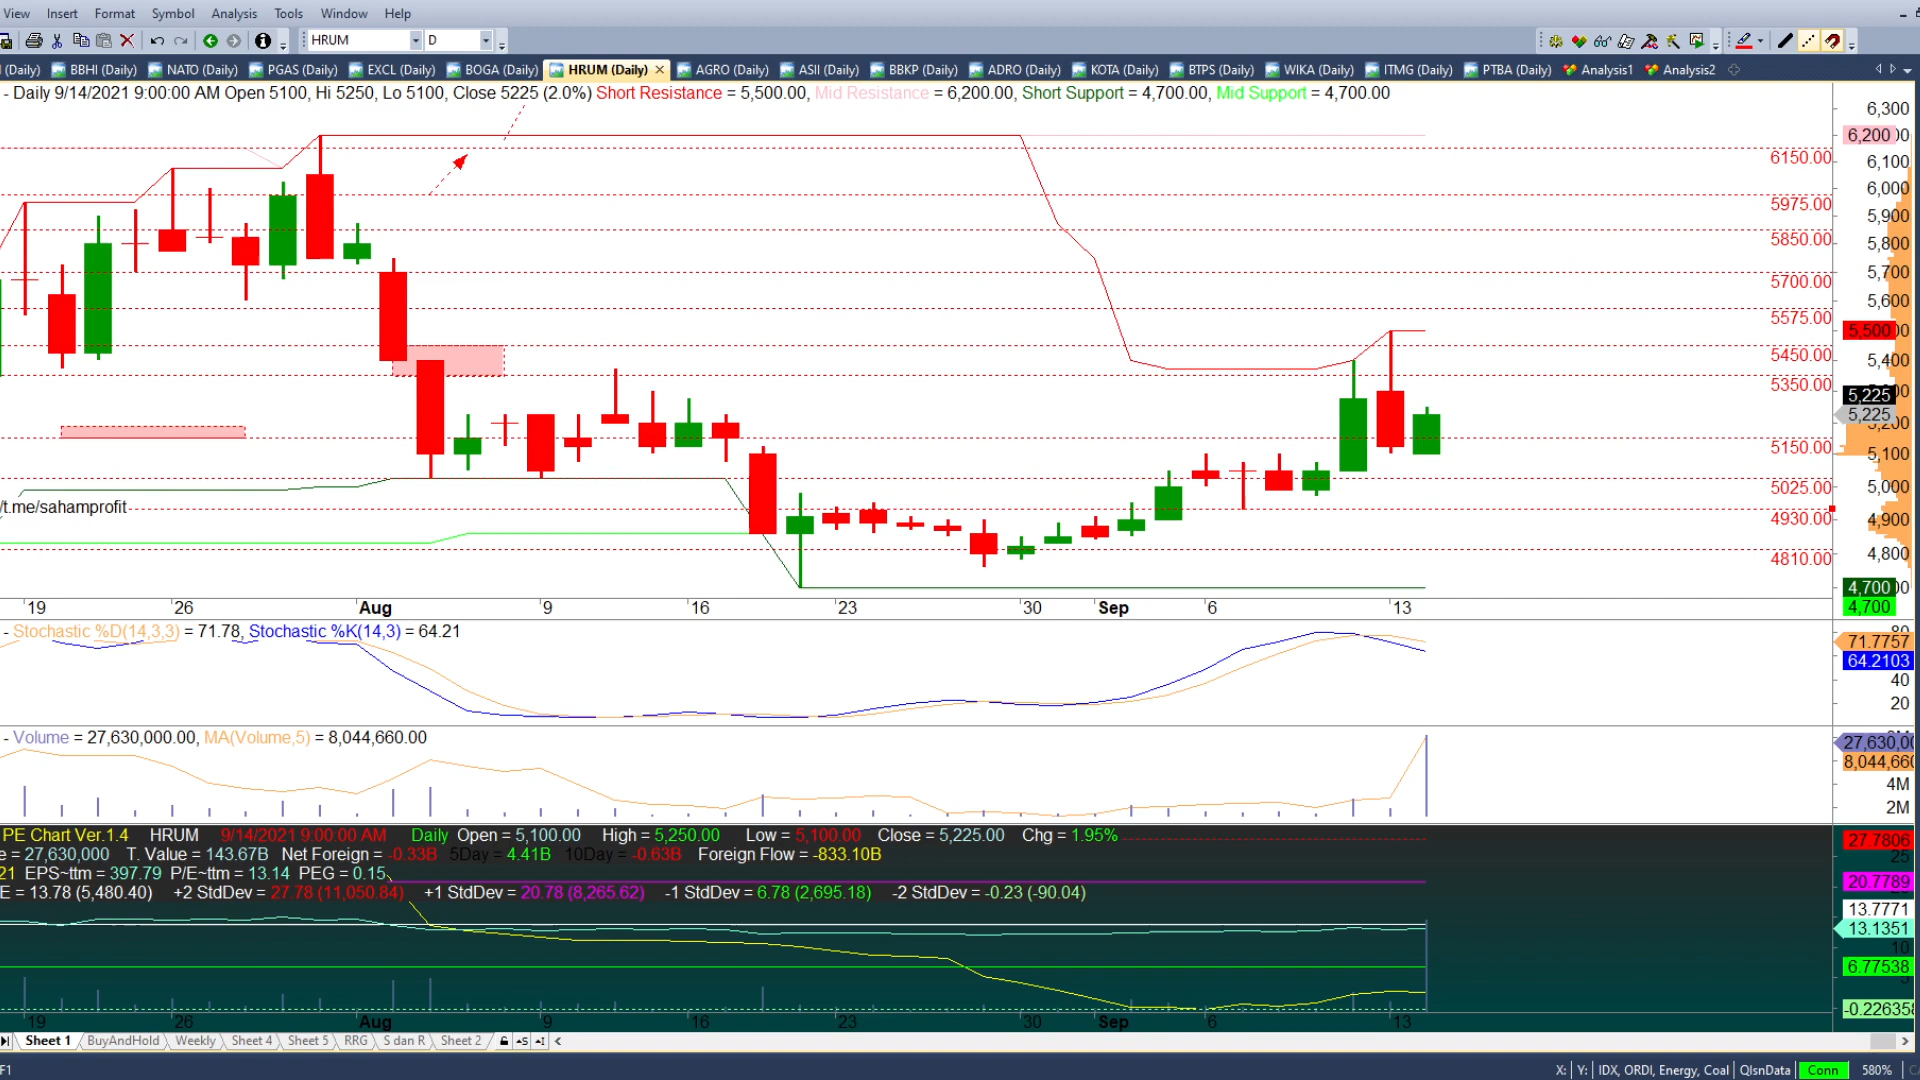 View Insert Format Symbol Analysis Tools Window Help
HRUM D
(Daily) BBHI (Daily) NATO (Daily) PGAS (Daily) EXCL (Daily) BOGA (Daily) HRUM (Daily) AGRO (Daily) ASII (Daily) BBKP (Daily) ADRO (Daily) KOTA (Daily) BTPS (Daily) WIKA (Daily) ITMG (Daily) PTBA (Daily) Analysis1 Analysis2
- Daily 9/14/2021 9:00:00 AM Open 5100, Hi 5250, Lo 5100, Close 5225 (2.0%) Short Resistance = 5,500.00, Mid Resistance = 6,200.00, Short Support = 4,700.00, Mid Support = 4,700.00
6,300
6,200
6150.00
6,100
6,000
5975.00
5,900
5850.00
5,800
5,700
5700.00
5,600
5575.00
5,500
5450.00
5,400
5350.00
5,225
5,225
5,200
5150.00
5,100
5025.00
5,000
/t.me/sahamprofit
4930.00
4,900
4,800
4810.00
4,700
4,700
19 26 Aug 9 16 23 30 Sep 6 13
- Stochastic %D(14,3,3) = 71.78, Stochastic %K(14,3) = 64.21
80
71.7757
64.2103
40
20
- Volume = 27,630,000.00, MA(Volume,5) = 8,044,660.00
27,630,00
8,044,660
4M
2M
PE Chart Ver.1.4 HRUM 9/14/2021 9:00:00 AM Daily Open = 5,100.00 High = 5,250.00 Low = 5,100.00 Close = 5,225.00 Chg = 1.95%
e = 27,630,000 T. Value = 143.67B Net Foreign = -0.33B 5Day = 4.41B 10Day = -0.63B Foreign Flow = -833.10B
21 EPS~ttm = 397.79 P/E~ttm = 13.14 PEG = 0.15
E = 13.78 (5,480.40) +2 StdDev = 27.78 (11,050.84) +1 StdDev = 20.78 (8,265.62) -1 StdDev = 6.78 (2,695.18) -2 StdDev = -0.23 (-90.04)
27.7806
25
20.7789
13.7771
13.1351
10
6.77538
-0.226358
19 26 Aug 9 16 23 30 Sep 6 13
Sheet 1 BuyAndHold Weekly Sheet 4 Sheet 5 RRG S dan R Sheet 2
F1 X: Y: IDX, ORDI, Energy, Coal QlsnData Conn 580%